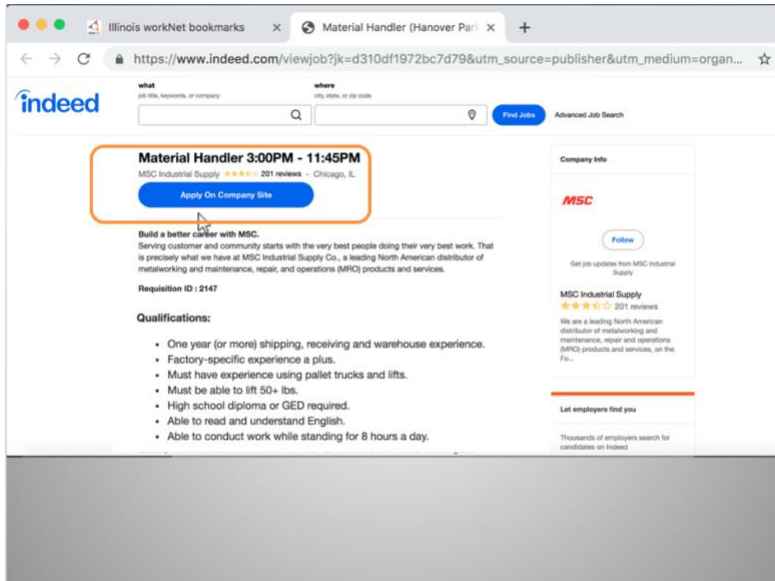 Illinois workNet bookmarks
Material Handler (Hanover Par
https://www.indeed.com/viewjob?jk=d310df1972bc7d79&utm_source=publisher&utm_medium=organ...
indeed
what
job title, keywords, or company
where
city, state, or zip code
Find Jobs
Advanced Job Search
Material Handler 3:00PM - 11:45PM
MSC Industrial Supply 201 reviews - Chicago, IL
Apply On Company Site
Build a better career with MSC.
Serving customer and community starts with the very best people doing their very best work. That
is precisely what we have at MSC Industrial Supply Co., a leading North American distributor of
metalworking and maintenance, repair, and operations (MRO) products and services.
Requisition ID : 2147
Qualifications:
• One year (or more) shipping, receiving and warehouse experience.
• Factory-specific experience a plus.
• Must have experience using pallet trucks and lifts.
• Must be able to lift 50+ lbs.
• High school diploma or GED required.
• Able to read and understand English.
• Able to conduct work while standing for 8 hours a day.
Company Info
MSC
Follow
Get job updates from MSC Industrial
Supply
MSC Industrial Supply
201 reviews
We are a leading North American
distributor of metalworking and
maintenance, repair and operations
(MRO) products and services, on the
Fo...
Let employers find you
Thousands of employers search for
candidates on Indeed